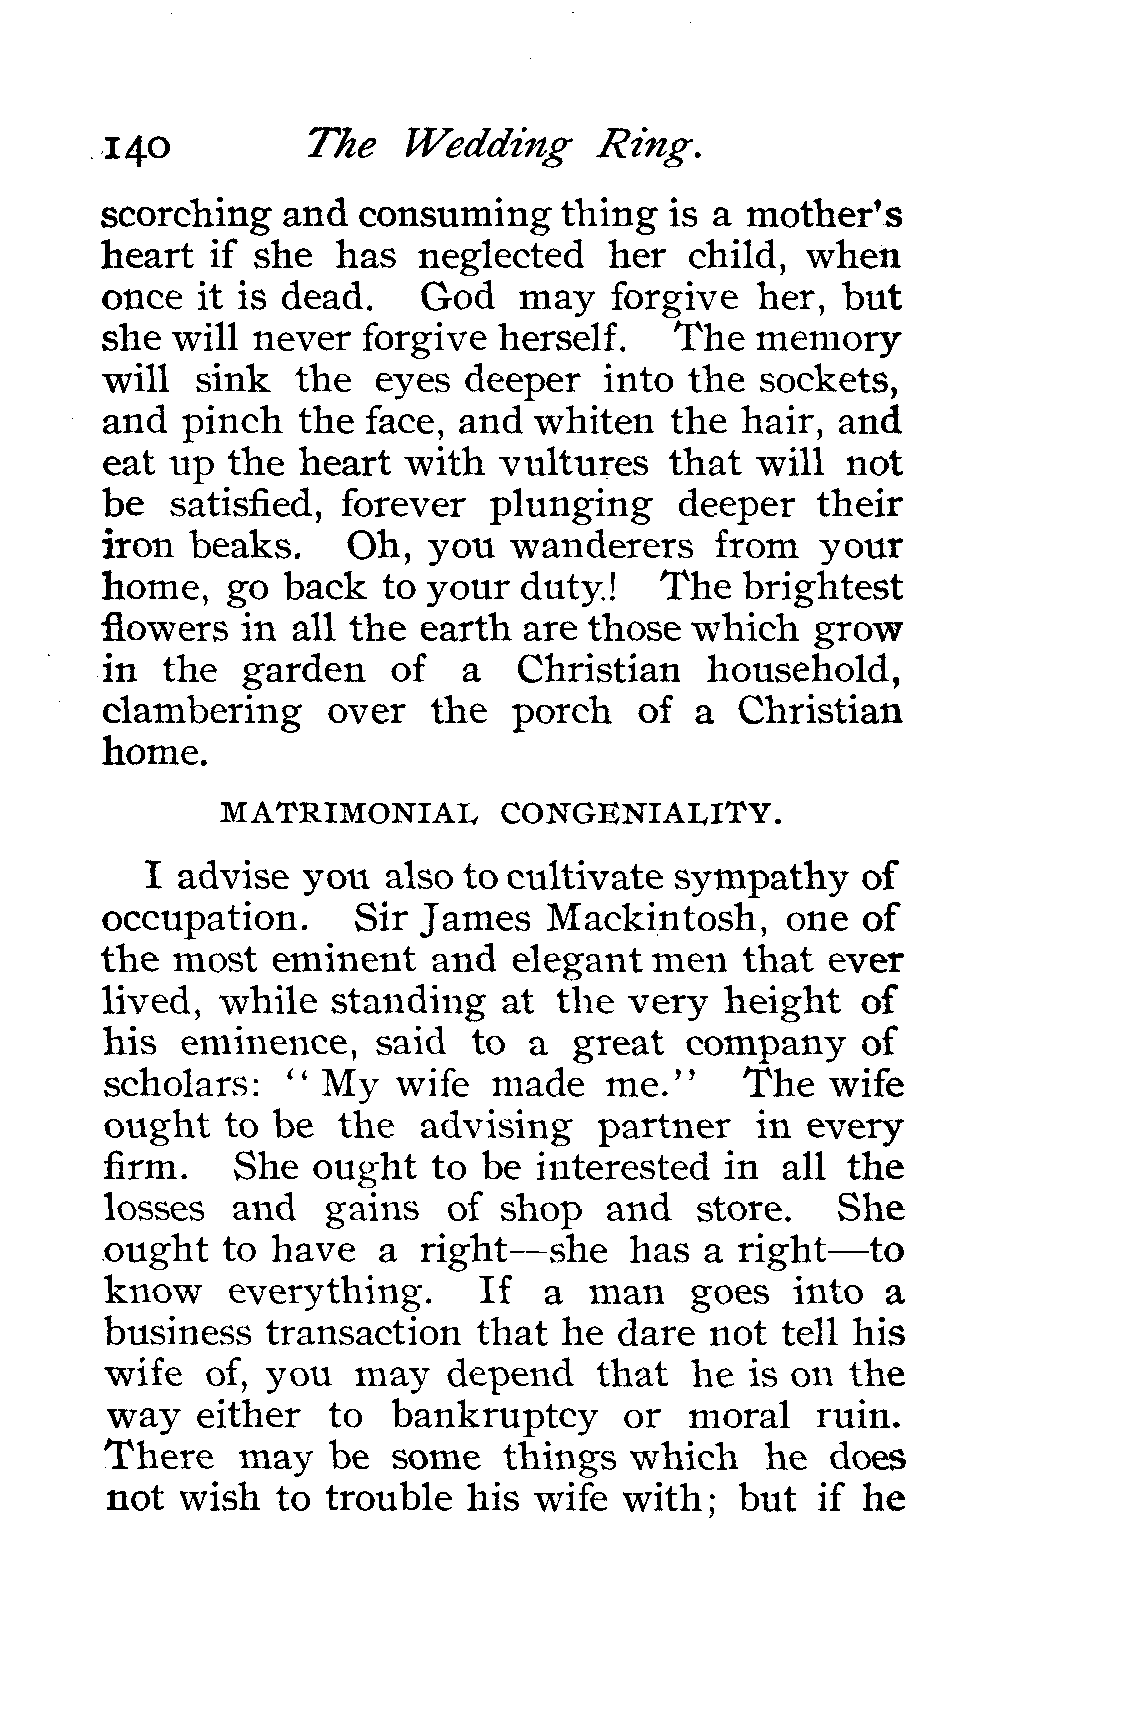 140 The Wedding Ring.
scorching and consuming thing is a mother's
heart if she has neglected her child, when
once it is dead. God may forgive her, but
she will never forgive herself. The memory
will sink the eyes deeper into the sockets,
and pinch the face, and whiten the hair, and
eat up the heart with vultures that will not
be satisfied, forever plunging deeper their
iron beaks. Oh, you wanderers from your
home, go back to your duty! The brightest
flowers in all the earth are those which grow
in the garden of a Christian household,
clambering over the porch of a Christian
home.
MATRIMONIAL CONGENIALITY.
I advise you also to cultivate sympathy of
occupation. Sir James Mackintosh, one of
the most eminent and elegant men that ever
lived, while standing at the very height of
his eminence, said to a great company of
scholars: "My wife made me." The wife
ought to be the advising partner in every
firm. She ought to be interested in all the
losses and gains of shop and store. She
ought to have a right—she has a right—to
know everything. If a man goes into a
business transaction that he dare not tell his
wife of, you may depend that he is on the
way either to bankruptcy or moral ruin.
There may be some things which he does
not wish to trouble his wife with; but if he